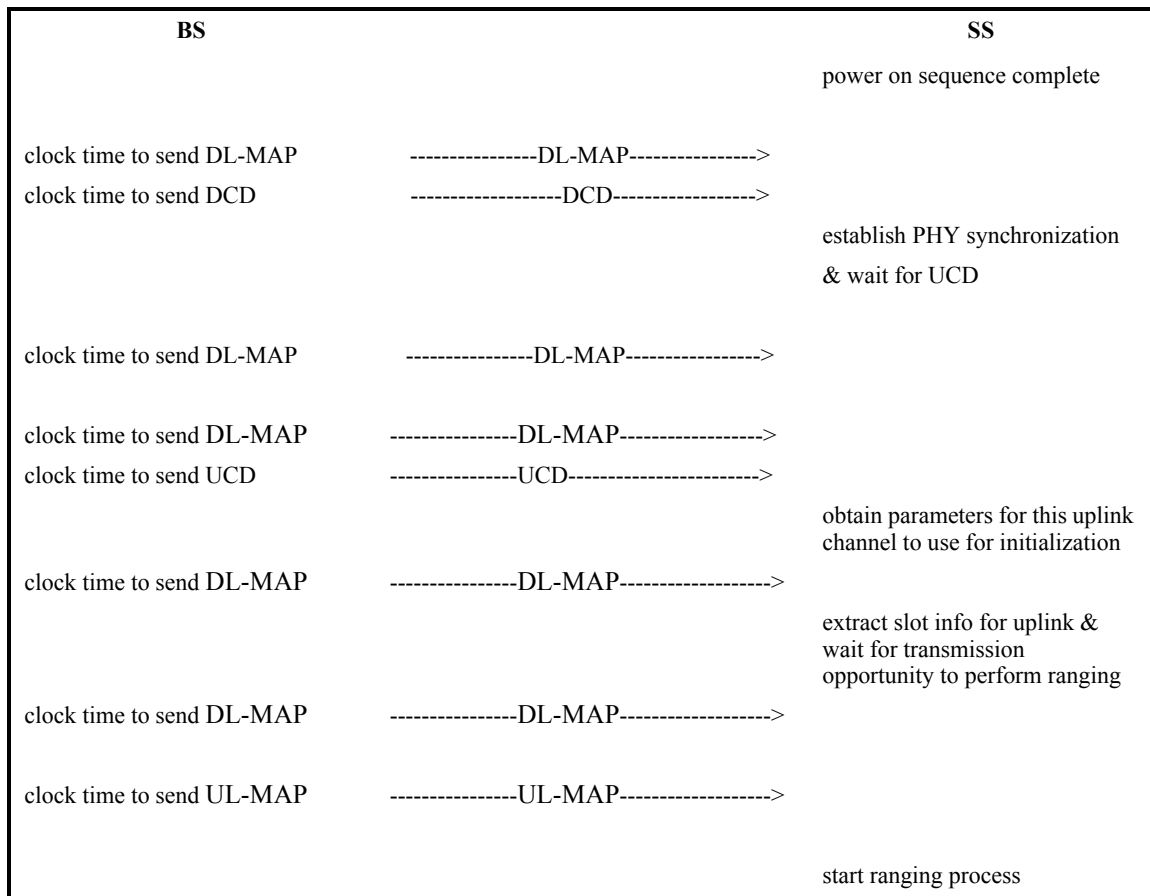 BS SS
power on sequence complete
clock time to send DL-MAP ----------------DL-MAP---------------->
clock time to send DCD -------------------DCD------------------>
establish PHY synchronization
& wait for UCD
clock time to send DL-MAP ----------------DL-MAP----------------->
clock time to send DL-MAP ----------------DL-MAP------------------>
clock time to send UCD ----------------UCD------------------------>
obtain parameters for this uplink
channel to use for initialization
clock time to send DL-MAP ----------------DL-MAP------------------->
extract slot info for uplink &
wait for transmission
opportunity to perform ranging
clock time to send DL-MAP ----------------DL-MAP------------------->
clock time to send UL-MAP ----------------UL-MAP------------------->
start ranging process